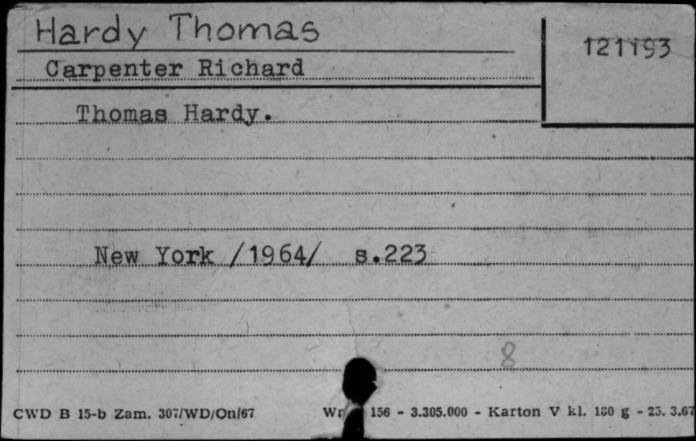 Hardy Thomas
121193
Carpenter Richard
Thomas Hardy.
New York /1964/ s.223
8
CWD B 15-b Zam. 307/WD/On/67 156 - 3.305.000 - Karton V kl. 180 g - 25. 3.67